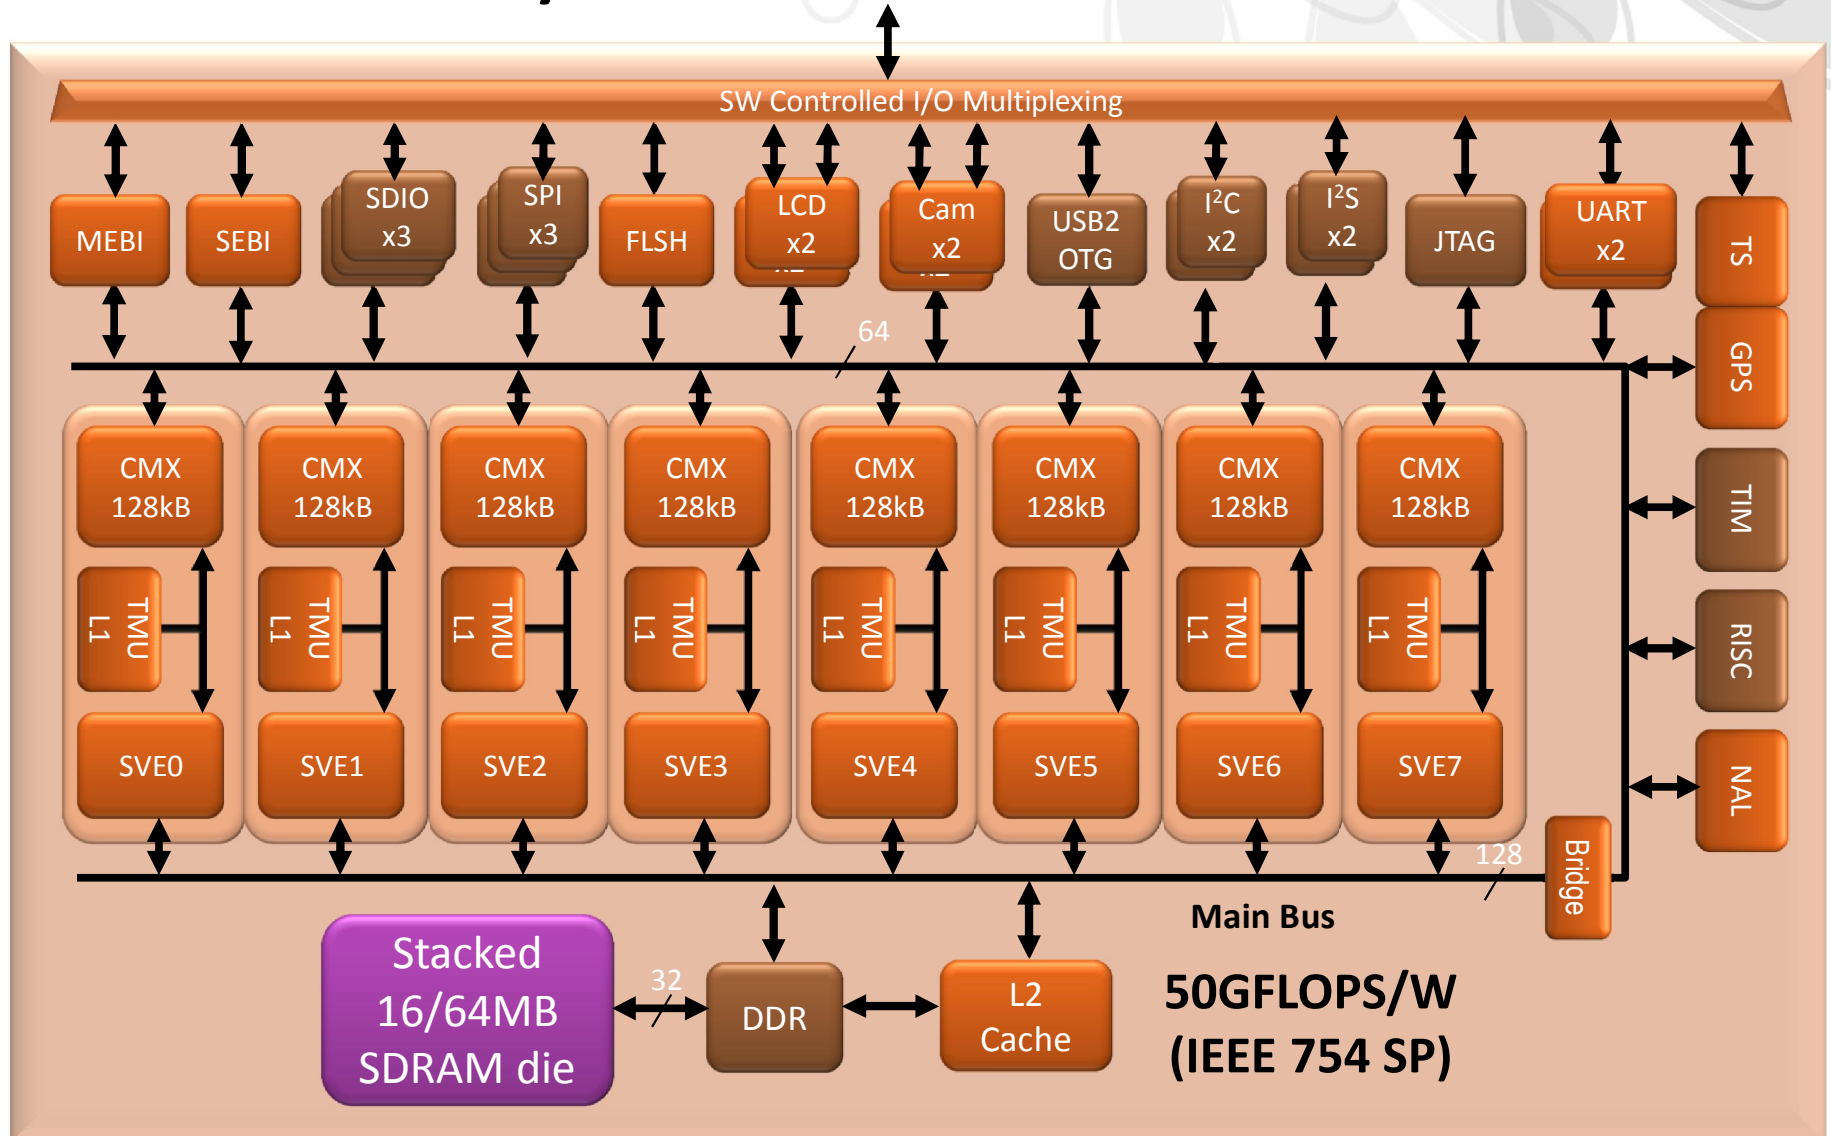 SW Controlled I/O Multiplexing
MEBI
SEBI
SDIO
x3
SPI
x3
FLSH
LCD
x2
x2
Cam
x2
x2
USB2
OTG
I²C
x2
I²S
x2
JTAG
UART
x2
TS
64
GPS
CMX
128kB
CMX
128kB
CMX
128kB
CMX
128kB
CMX
128kB
CMX
128kB
CMX
128kB
CMX
128kB
TIM
TMU
L1
TMU
L1
TMU
L1
TMU
L1
TMU
L1
TMU
L1
TMU
L1
TMU
L1
RISC
SVE0
SVE1
SVE2
SVE3
SVE4
SVE5
SVE6
SVE7
NAL
128
Bridge
Main Bus
Stacked
16/64MB
SDRAM die
32
DDR
L2
Cache
50GFLOPS/W
(IEEE 754 SP)